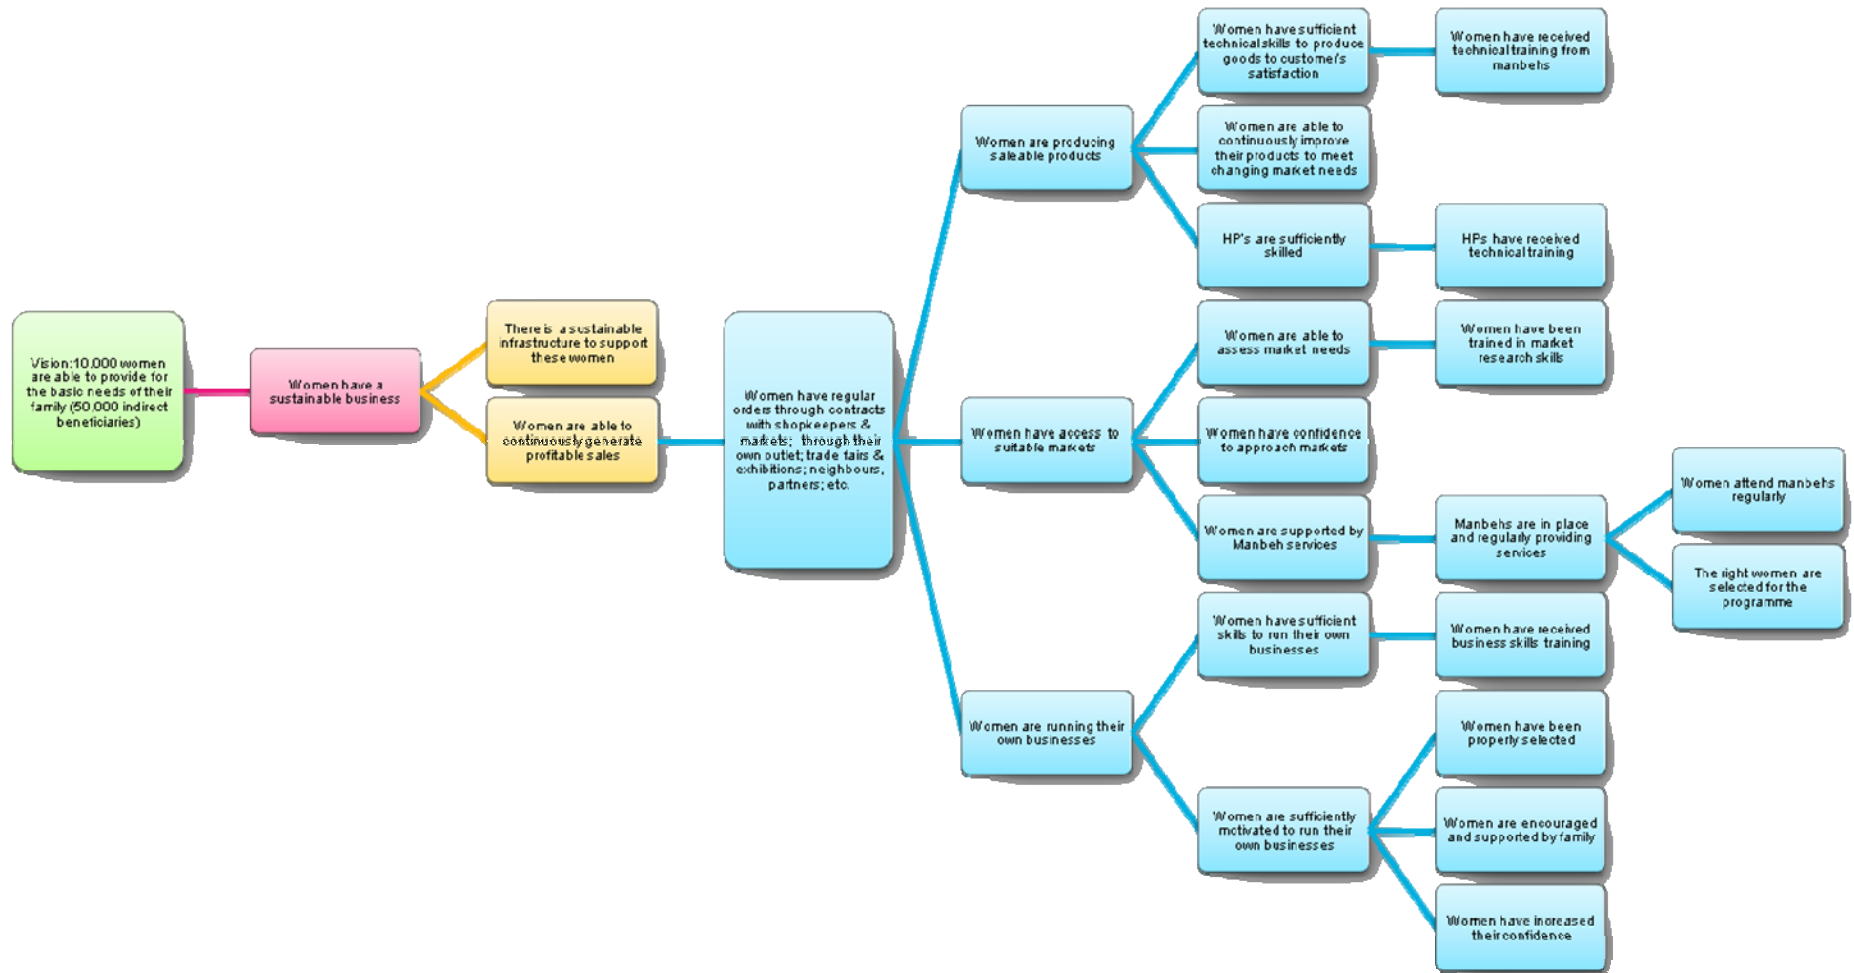 Vision:10,000 women
are able to provide for
the basic needs of their
family (50,000 indirect
beneficiaries)
Women have a
sustainable business
There is a sustainable
infrastructure to support
these women
Women are able to
continuously generate
profitable sales
Women have regular
orders through contracts
with shopkeepers &
markets; through their
own outlet; trade fairs &
exhibitions; neighbours,
partners; etc.
Women are producing
saleable products
Women have sufficient
technical skills to produce
goods to customer's
satisfaction
Women have received
technical training from
manbehs
Women are able to
continuously improve
their products to meet
changing market needs
HP's are sufficiently
skilled
HPs have received
technical training
Women have access to
suitable markets
Women are able to
assess market needs
Women have been
trained in market
research skills
Women have confidence
to approach markets
Women are supported by
Manbeh services
Manbehs are in place
and regularly providing
services
Women attend manbehs
regularly
The right women are
selected for the
programme
Women are running their
own businesses
Women have sufficient
skills to run their own
businesses
Women have received
business skills training
Women are sufficiently
motivated to run their
own businesses
Women have been
properly selected
Women are encouraged
and supported by family
Women have increased
their confidence